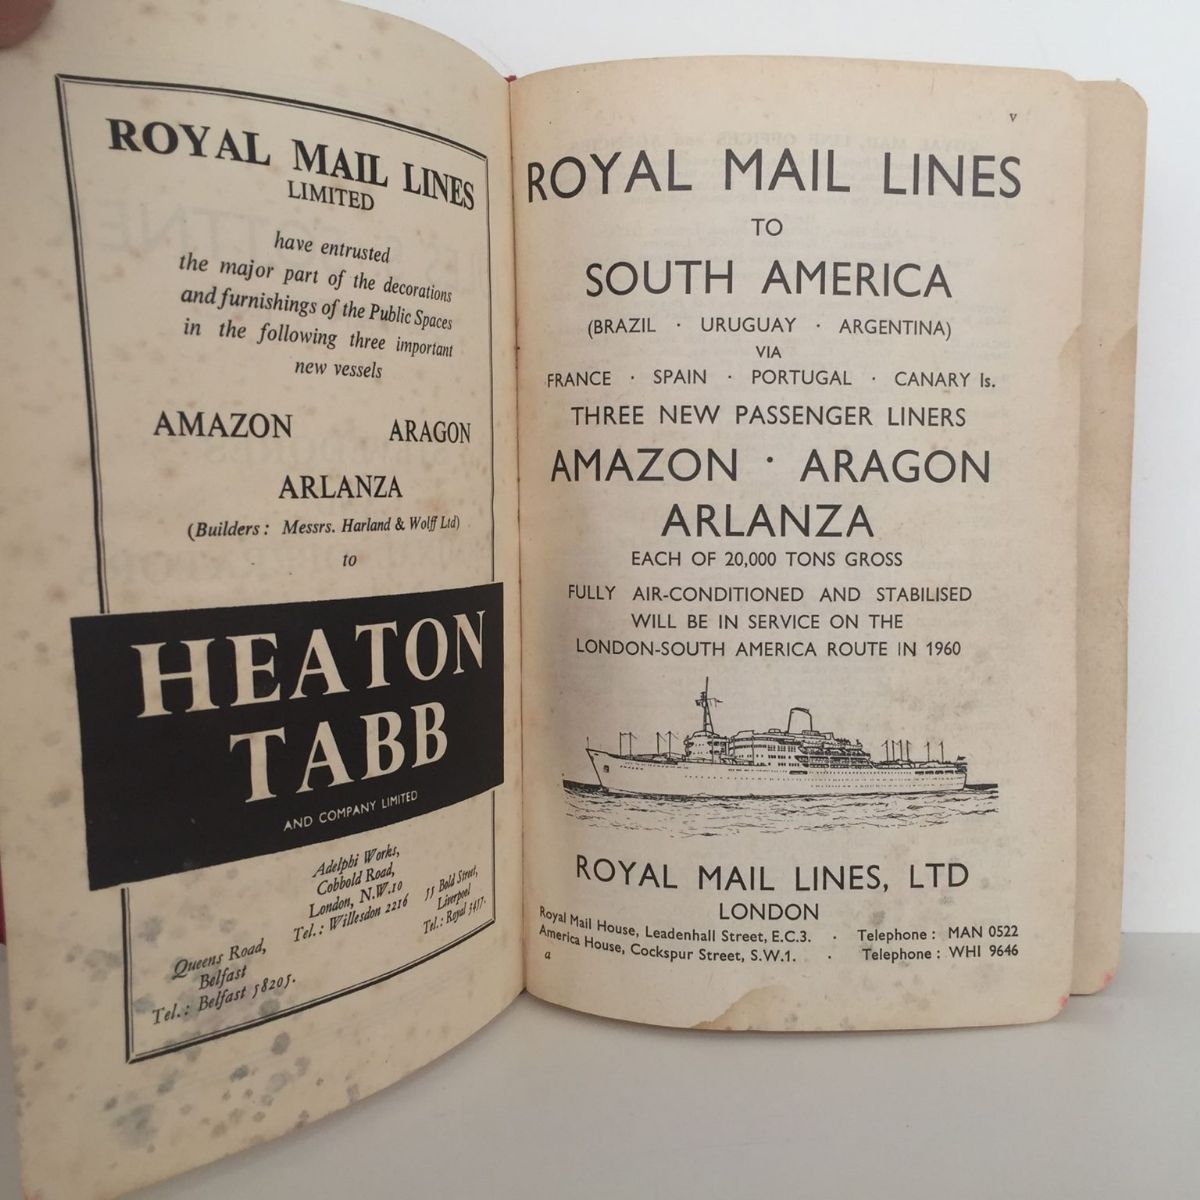 ROYAL MAIL LINES
LIMITED
have entrusted
the major part of the decorations
and furnishings of the Public Spaces
in the following three important
new vessels
AMAZON ARAGON
ARLANZA
(Builders: Messrs. Harland & Wolff Ltd)
to
HEATON
TABB
AND COMPANY LIMITED
Adelphi Works,
Cobbold Road,
London, N.W.10
Tel.: Willesden 2216
55 Bold Street,
Liverpool
Tel.: Royal 3457.
Queens Road,
Belfast
Tel.: Belfast 58205.
v
ROYAL MAIL LINES
TO
SOUTH AMERICA
(BRAZIL · URUGUAY · ARGENTINA)
VIA
FRANCE · SPAIN · PORTUGAL · CANARY Is.
THREE NEW PASSENGER LINERS
AMAZON · ARAGON
ARLANZA
EACH OF 20,000 TONS GROSS
FULLY AIR-CONDITIONED AND STABILISED
WILL BE IN SERVICE ON THE
LONDON-SOUTH AMERICA ROUTE IN 1960
ROYAL MAIL LINES, LTD
LONDON
Royal Mail House, Leadenhall Street, E.C.3. · Telephone: MAN 0522
America House, Cockspur Street, S.W.1. · Telephone: WHI 9646
a